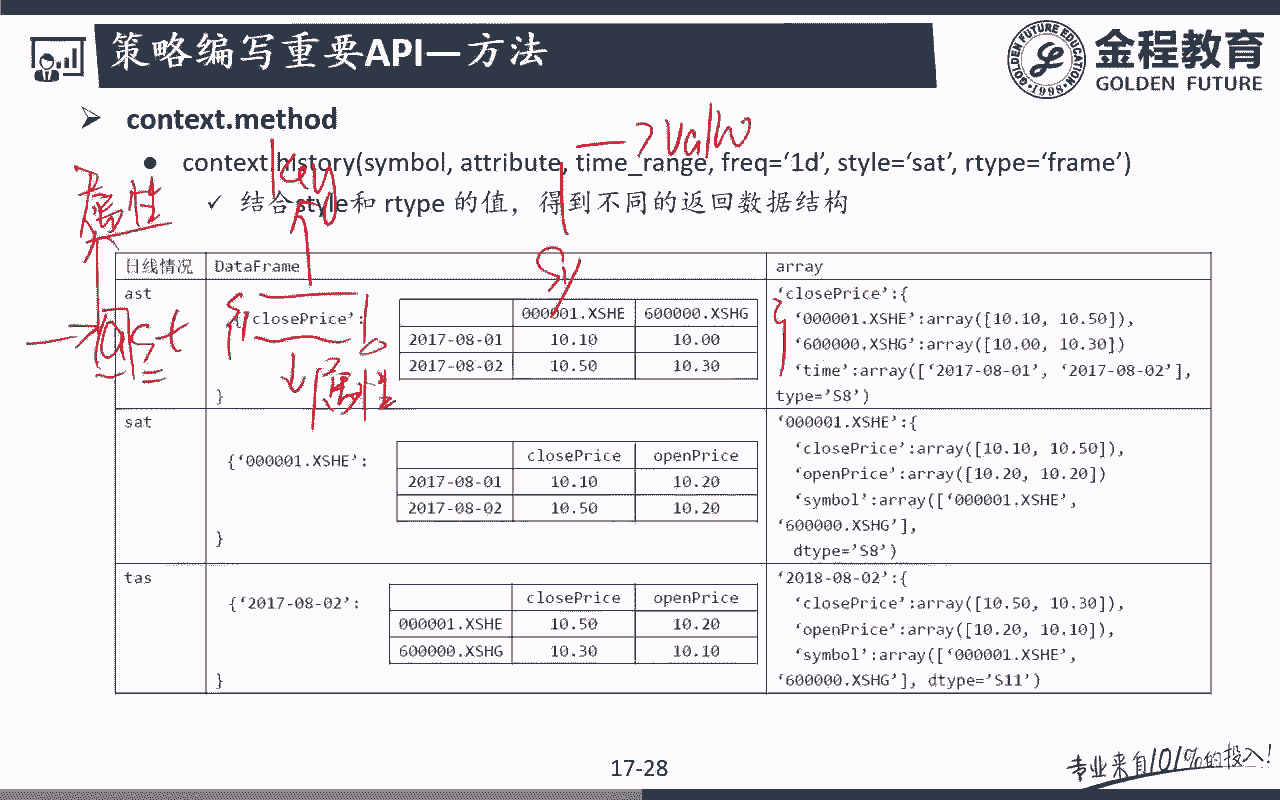 策略编写重要API—方法
金程教育
GOLDEN FUTURE
GOLDEN FUTURE EDUCATION
·1998·
➢ context.method
● context.history(symbol, attribute, time_range, freq=‘1d’, style=‘sat’, rtype=‘frame’)
→ value
key
属性
✓ 结合style和 rtype 的值，得到不同的返回数据结构
sy
日线情况 DataFrame array
ast
{‘closePrice’:
000001.XSHE 600000.XSHG
2017-08-01 10.10 10.00
2017-08-02 10.50 10.30
}
→ ast
↓ 属性
‘closePrice’:{
‘000001.XSHE’:array([10.10, 10.50]),
‘600000.XSHG’:array([10.00, 10.30])
‘time’:array([‘2017-08-01’, ‘2017-08-02’],
type=’S8’)
sat
{‘000001.XSHE’:
closePrice openPrice
2017-08-01 10.10 10.20
2017-08-02 10.50 10.20
}
‘000001.XSHE’:{
‘closePrice’:array([10.10, 10.50]),
‘openPrice’:array([10.20, 10.20])
‘symbol’:array([‘000001.XSHE’,
‘600000.XSHG’],
dtype=’S8’)
tas
{‘2017-08-02’:
closePrice openPrice
000001.XSHE 10.50 10.20
600000.XSHG 10.30 10.10
}
‘2018-08-02’:{
‘closePrice’:array([10.50, 10.30]),
‘openPrice’:array([10.20, 10.10]),
‘symbol’:array([‘000001.XSHE’,
‘600000.XSHG’], dtype=’S11’)
17-28
专业来自101%的投入!